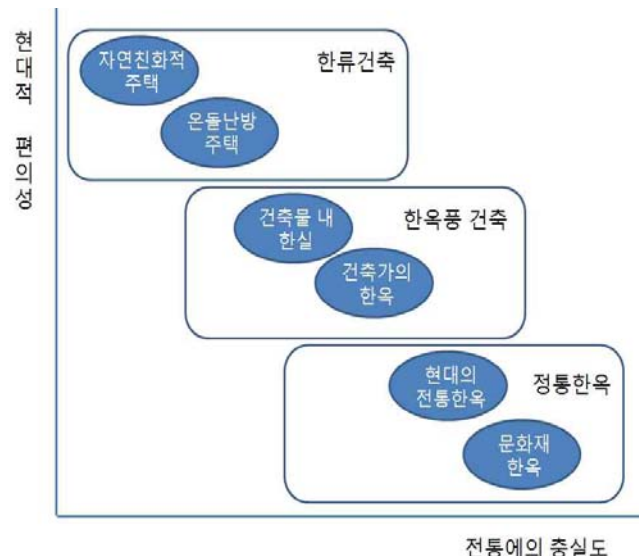 현대적 편의성
자연친화적
주택
한류건축
온돌난방
주택
건축물 내
한실
한옥풍 건축
건축가의
한옥
현대의
전통한옥
정통한옥
문화재
한옥
전통에의 충실도